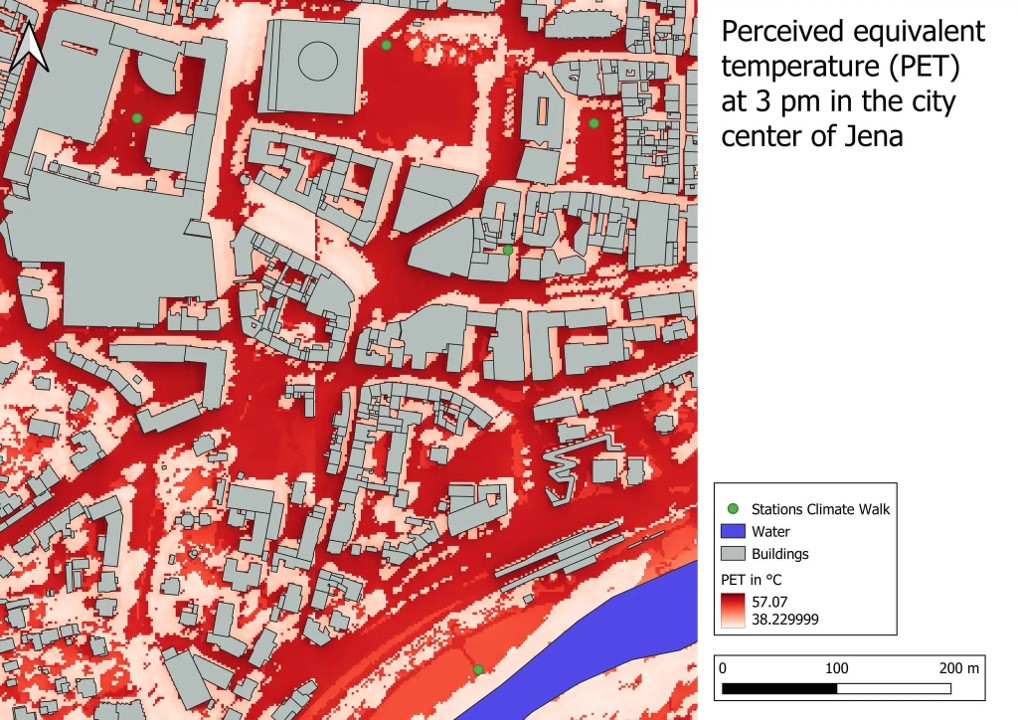 Perceived equivalent
temperature (PET)
at 3 pm in the city
center of Jena
Stations Climate Walk
Water
Buildings
PET in °C
57.07
38.229999
0 100 200 m